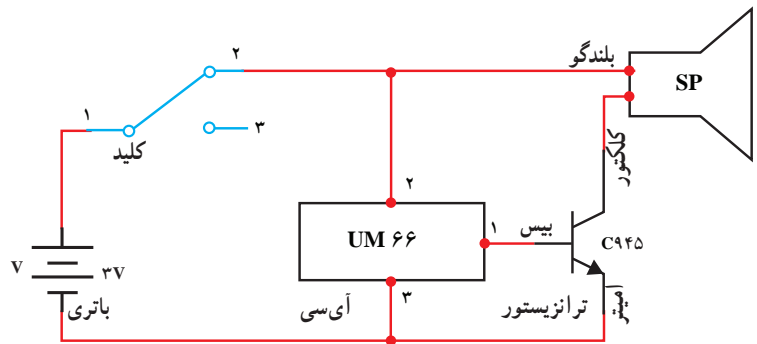 بلندگو
SP
۲
۱
۳
کلید
کلکتور
۲
UM ۶۶
۱
بیس
C۹۴۵
V
۳V
باتری
۳
آی‌سی
ترانزیستور
امیتر